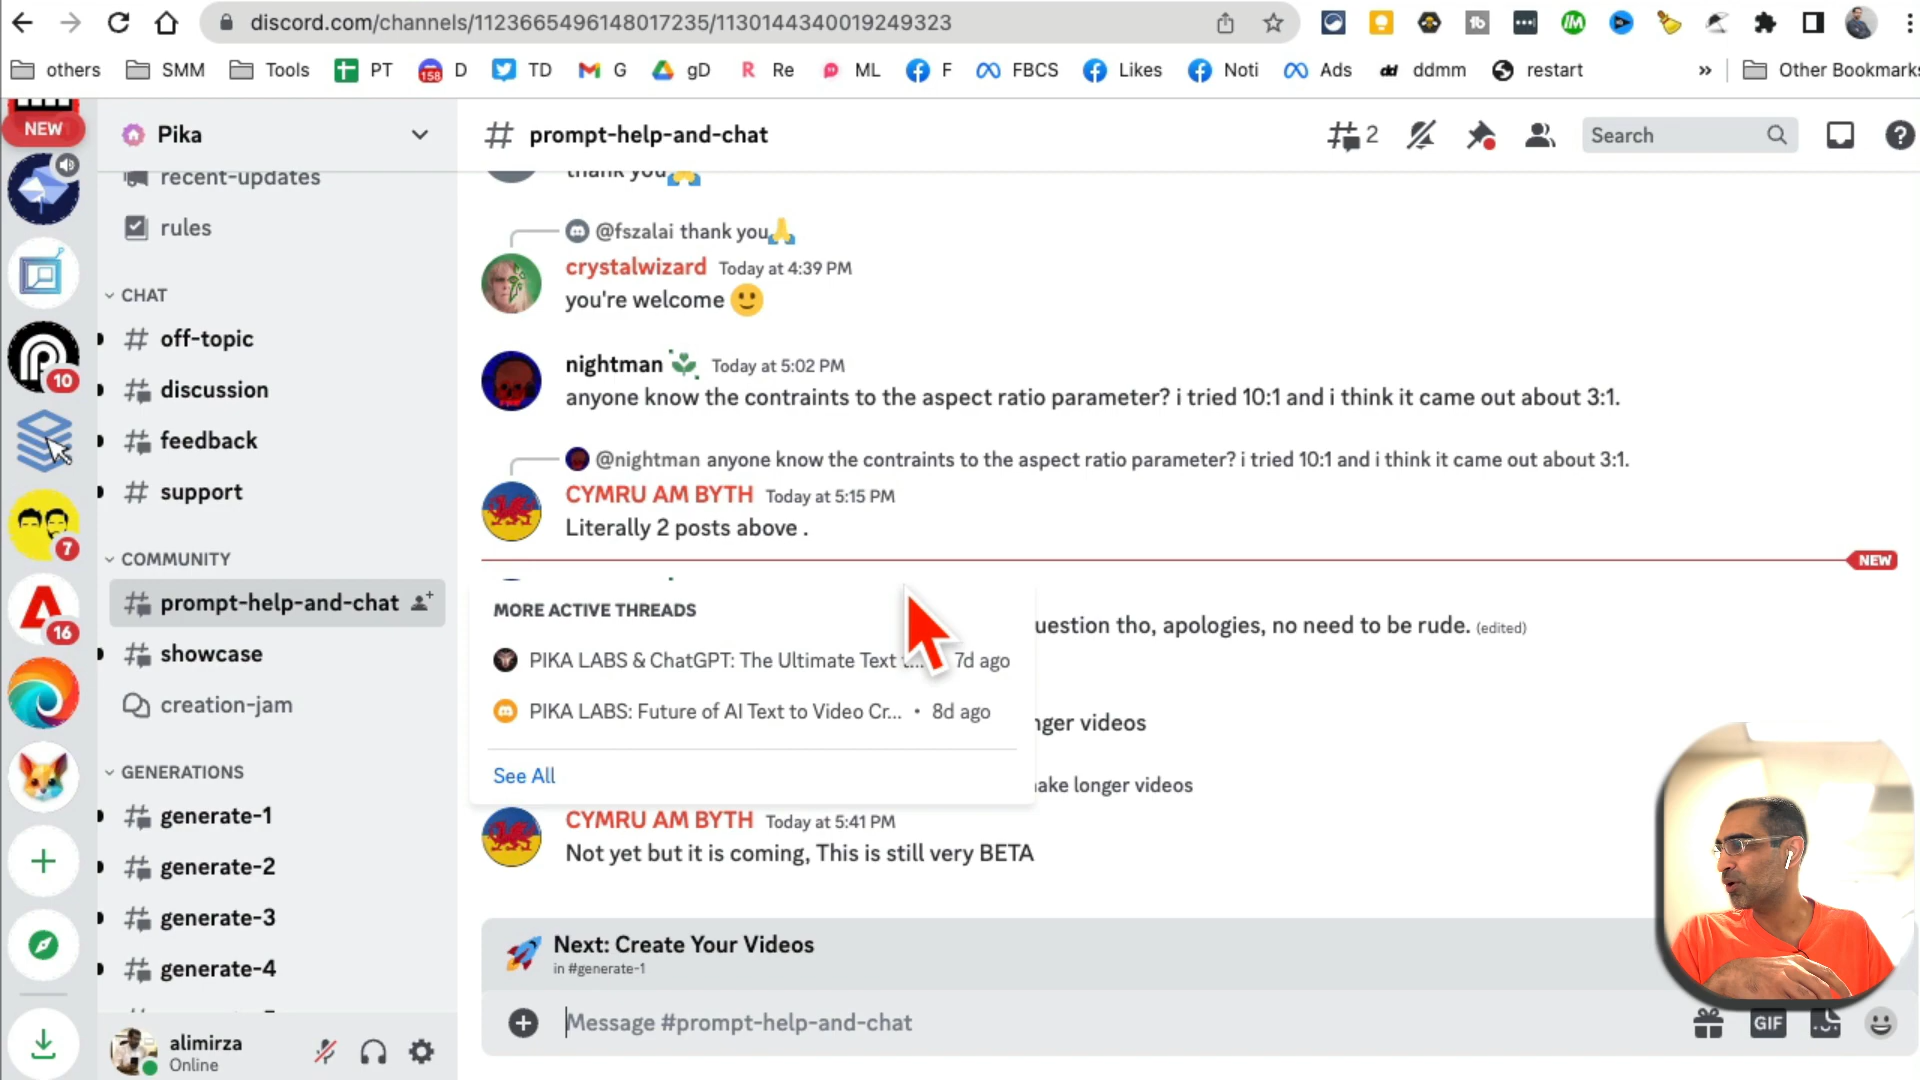 discord.com/channels/1123665496148017235/1130144340019249323
others SMM Tools PT D TD G gD Re ML F FBCS Likes Noti Ads ddmm restart » Other Bookmarks
158
NEW
Pika
# prompt-help-and-chat
2
Search
recent-updates
thank you
rules
@fszalai thank you
crystalwizard Today at 4:39 PM
you're welcome
CHAT
off-topic
nightman Today at 5:02 PM
anyone know the contraints to the aspect ratio parameter? i tried 10:1 and i think it came out about 3:1.
10
discussion
feedback
@nightman anyone know the contraints to the aspect ratio parameter? i tried 10:1 and i think it came out about 3:1.
support
CYMRU AM BYTH Today at 5:15 PM
Literally 2 posts above .
7
COMMUNITY
NEW
prompt-help-and-chat
MORE ACTIVE THREADS
uestion tho, apologies, no need to be rude. (edited)
16
showcase
PIKA LABS & ChatGPT: The Ultimate Text t... 7d ago
creation-jam
PIKA LABS: Future of AI Text to Video Cr... • 8d ago
nger videos
GENERATIONS
See All
ake longer videos
generate-1
CYMRU AM BYTH Today at 5:41 PM
Not yet but it is coming, This is still very BETA
generate-2
generate-3
Next: Create Your Videos
in #generate-1
generate-4
Message #prompt-help-and-chat
GIF
alimirza
Online